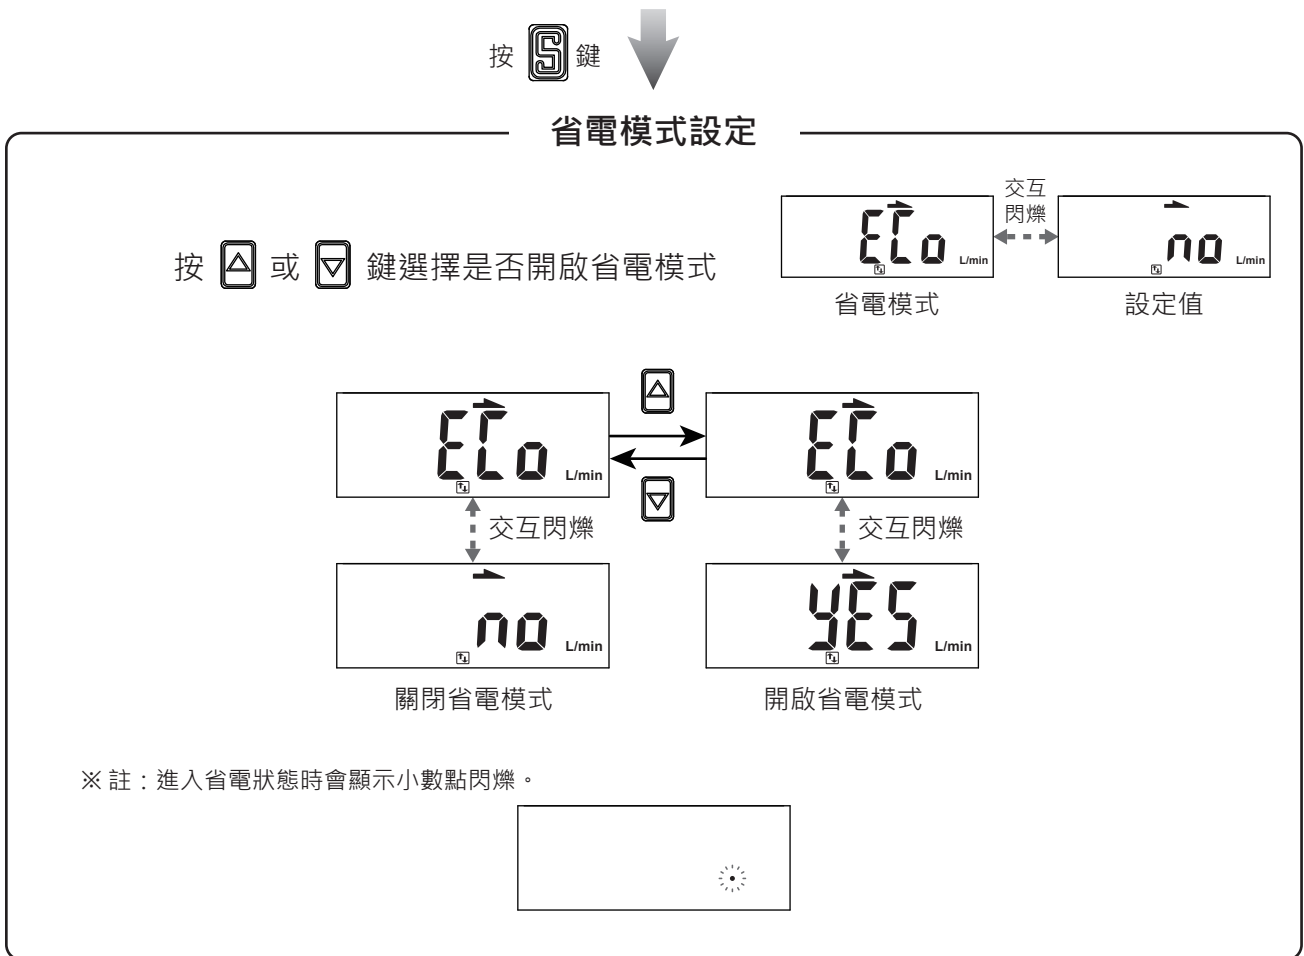 按 S 鍵
省電模式設定
交互
閃爍
按 或 鍵選擇是否開啟省電模式
ECo L/min
no L/min
省電模式
設定值
ECo L/min
ECo L/min
交互閃爍
交互閃爍
no L/min
yES L/min
關閉省電模式
開啟省電模式
※註：進入省電狀態時會顯示小數點閃爍。